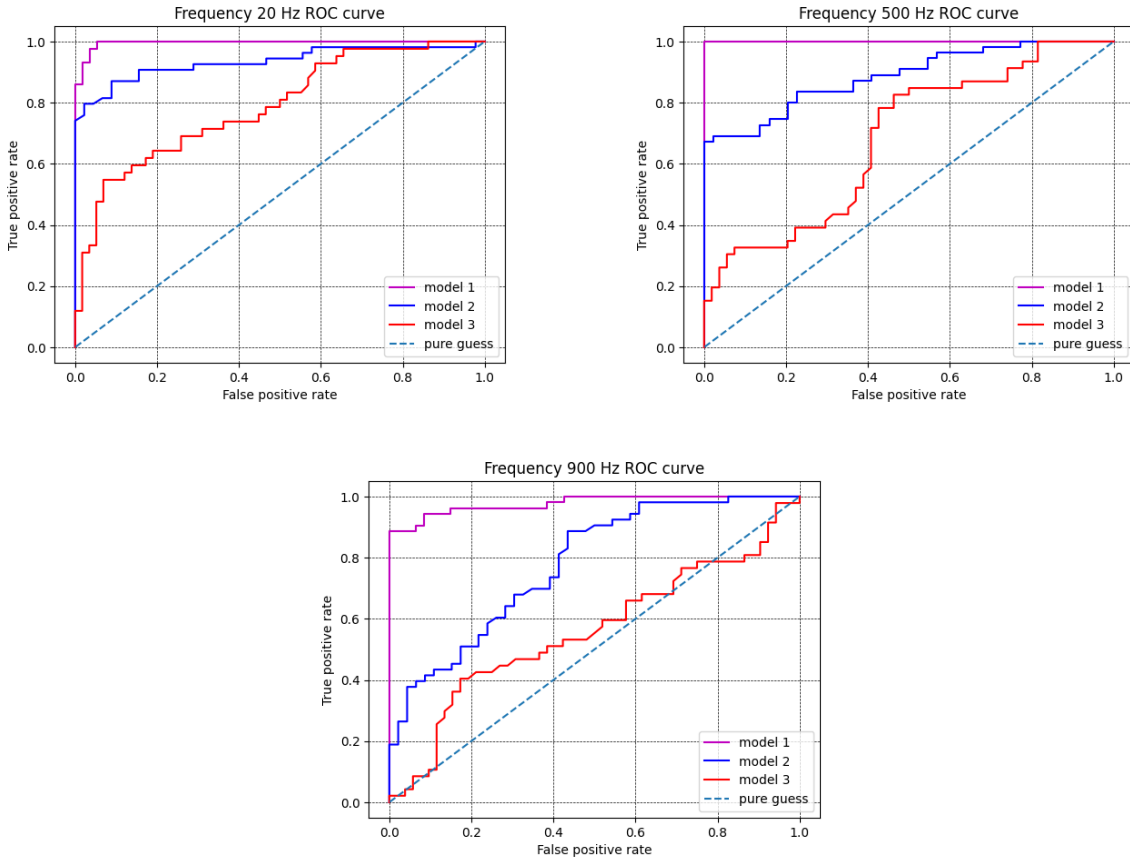 Frequency 20 Hz ROC curve
1.0
0.8
0.6
0.4
0.2
0.0
True positive rate
0.0 0.2 0.4 0.6 0.8 1.0
False positive rate
model 1
model 2
model 3
pure guess
Frequency 500 Hz ROC curve
1.0
0.8
0.6
0.4
0.2
0.0
True positive rate
0.0 0.2 0.4 0.6 0.8 1.0
False positive rate
model 1
model 2
model 3
pure guess
Frequency 900 Hz ROC curve
1.0
0.8
0.6
0.4
0.2
0.0
True positive rate
0.0 0.2 0.4 0.6 0.8 1.0
False positive rate
model 1
model 2
model 3
pure guess